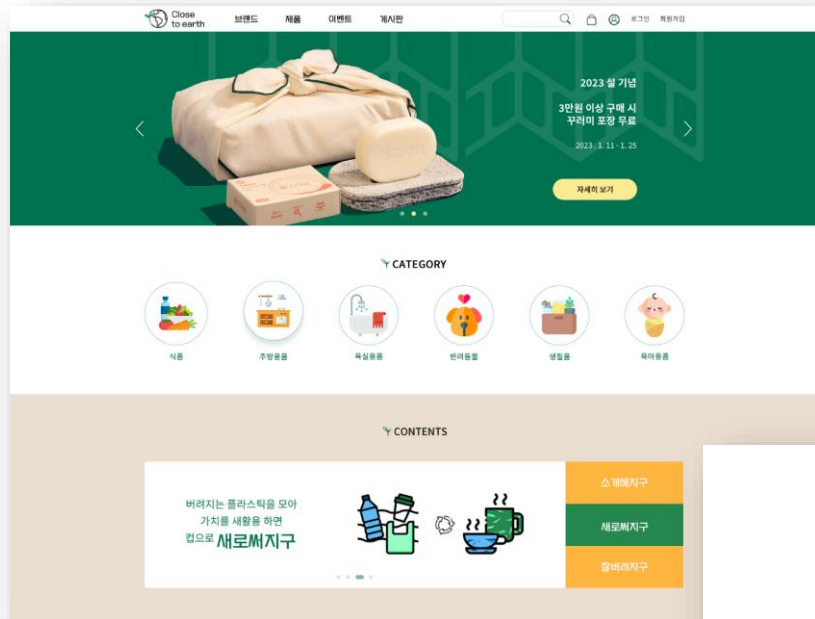 Close
to earth
브랜드
제품
이벤트
게시판
로그인
회원가입
2023 설 기념
3만원 이상 구매 시
꾸러미 포장 무료
2023 . 1. 11 - 1. 25
자세히 보기
CATEGORY
식품
주방용품
욕실용품
반려동물
생필품
육아용품
CONTENTS
버려지는 플라스틱을 모아
가치를 새활용 하면
컵으로 새로써지구
소개해지구
새로써지구
잘버려지구